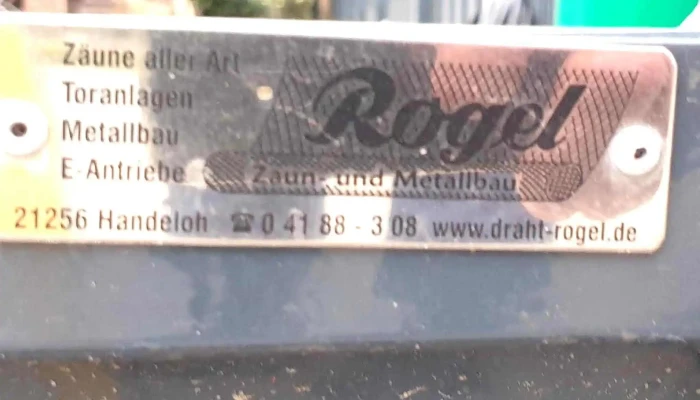 Zäune aller Art
Toranlagen
Metallbau
E-Antriebe
Rogel
Zaun- und Metallbau
21256 Handeloh ☎ 0 41 88 - 3 08 www.draht-rogel.de